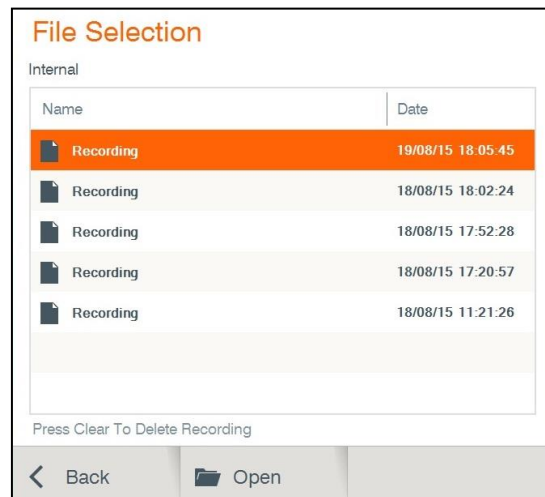 File Selection
Internal
Name Date
Recording 19/08/15 18:05:45
Recording 18/08/15 18:02:24
Recording 18/08/15 17:52:28
Recording 18/08/15 17:20:57
Recording 18/08/15 11:21:26
Press Clear To Delete Recording
Back Open